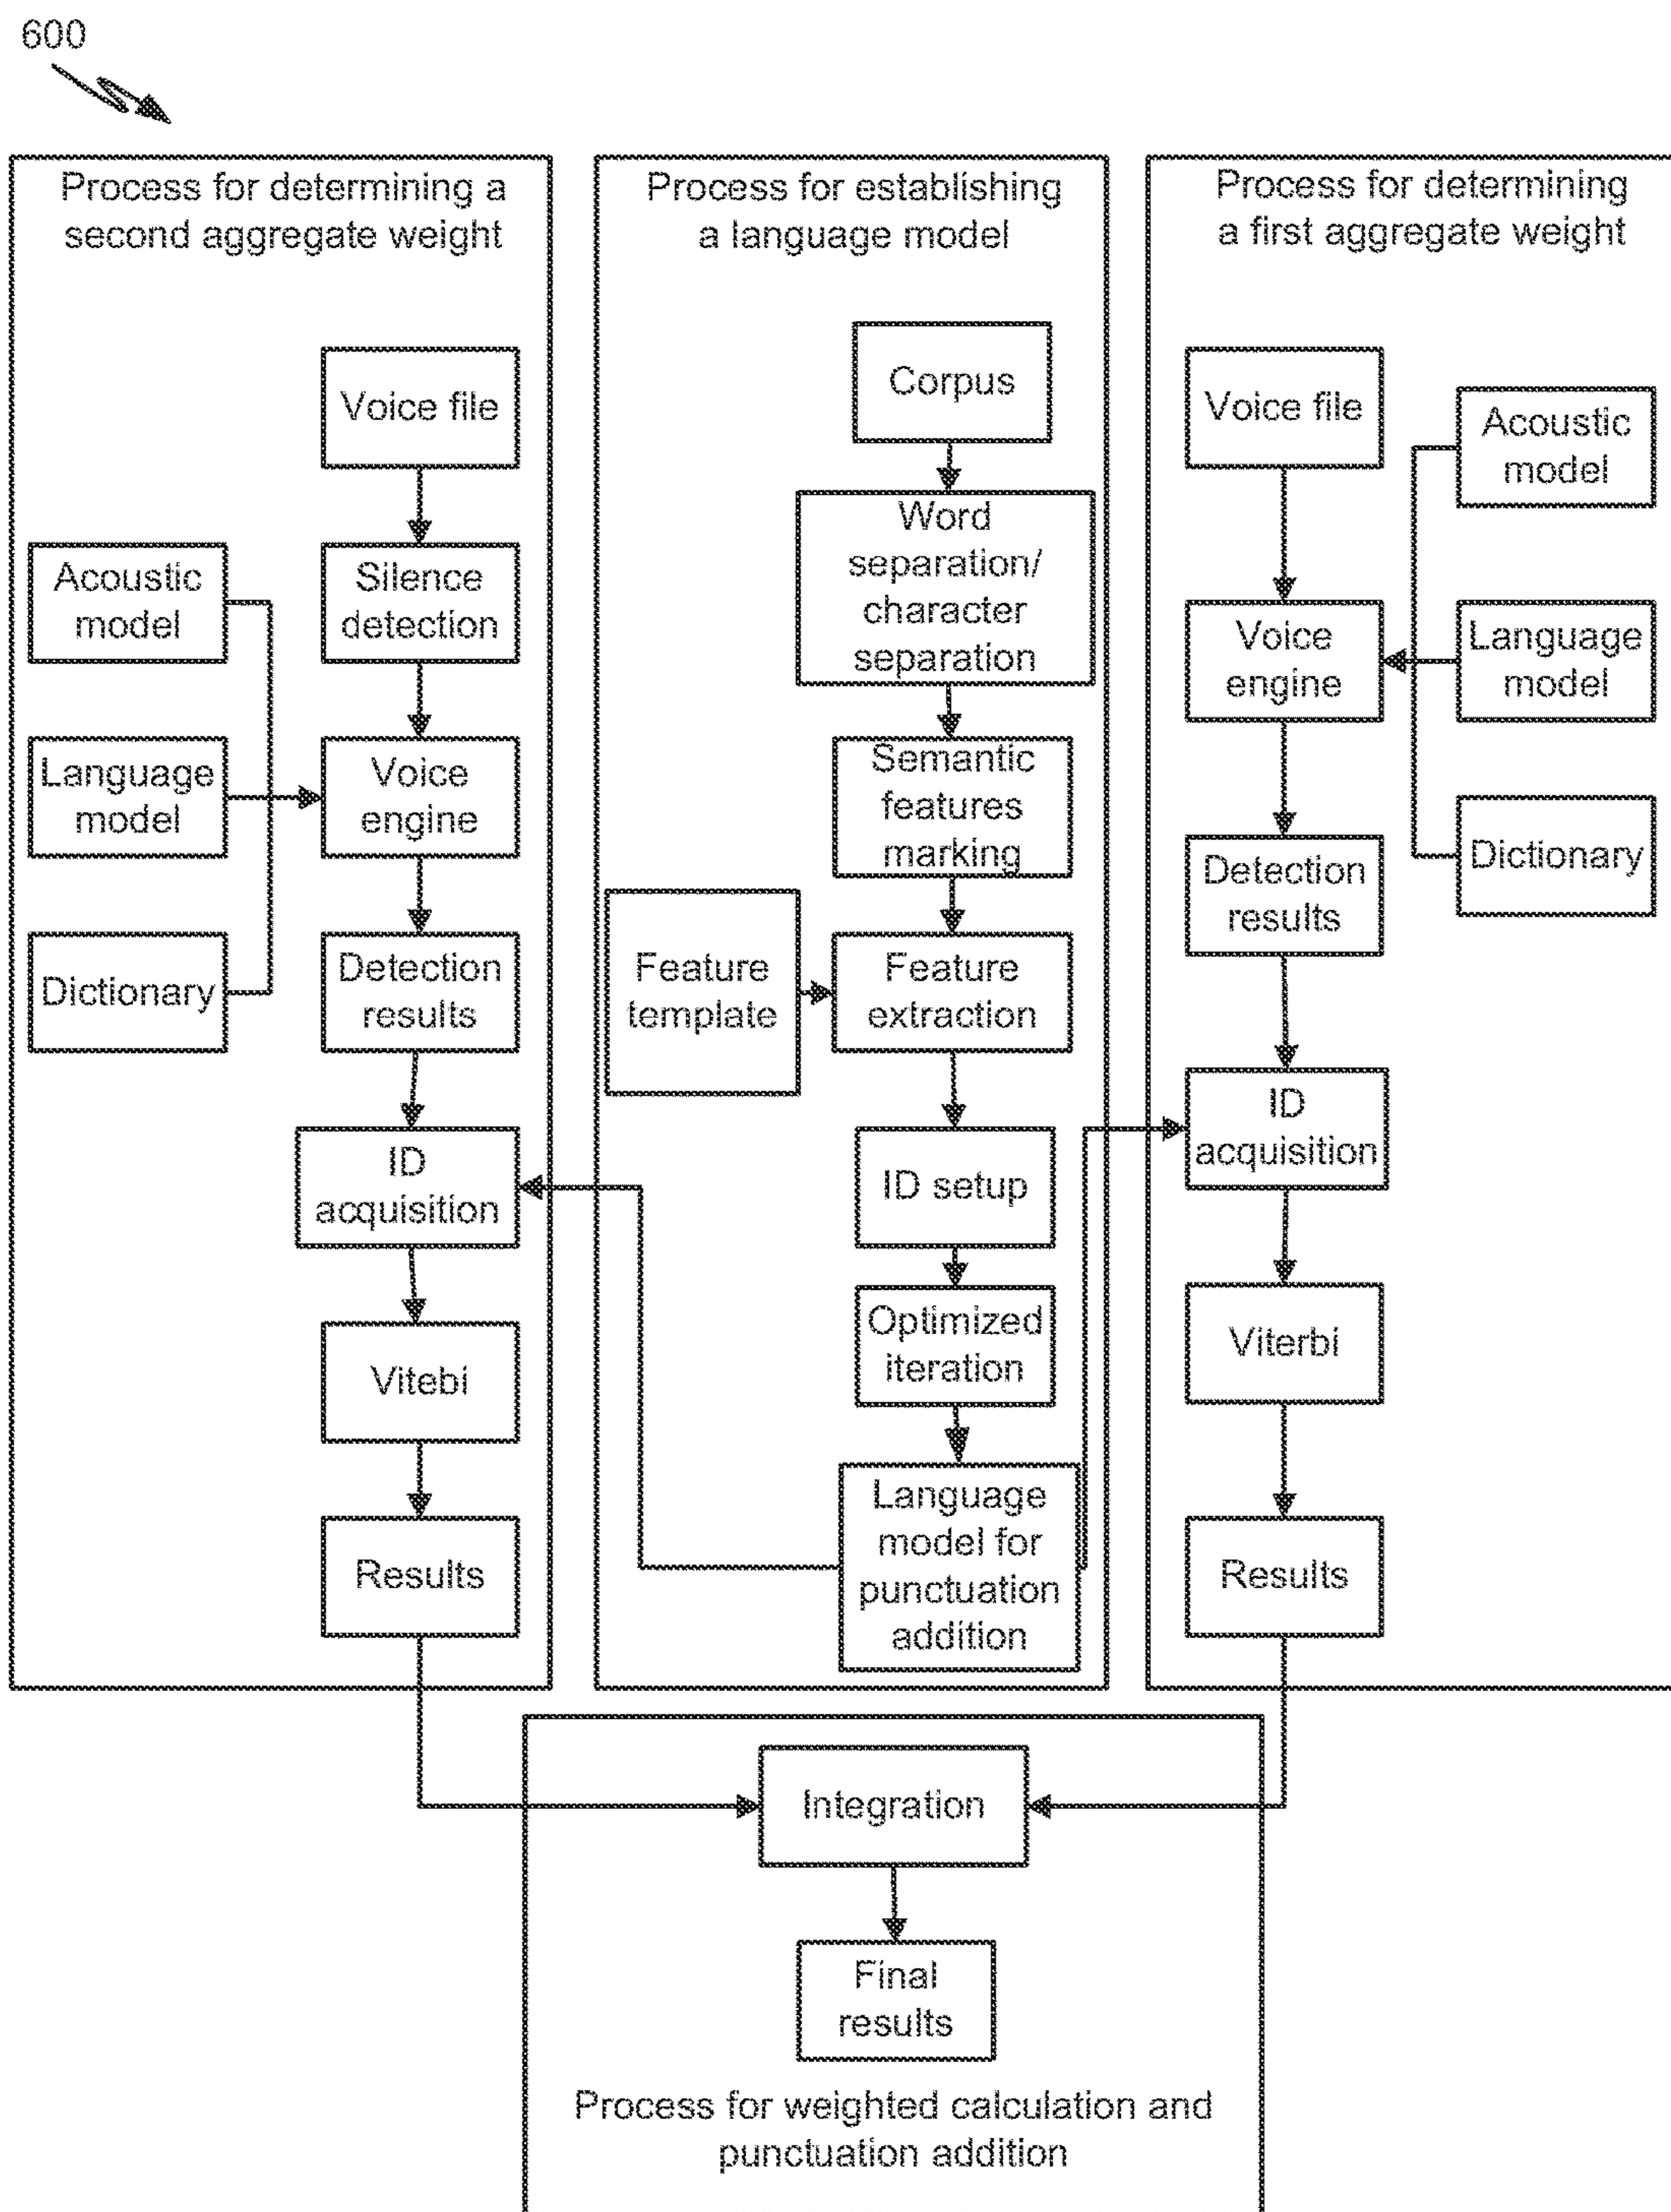 600
Process for determining a
second aggregate weight
Voice file
Silence
detection
Acoustic
model
Language
model
Dictionary
Voice
engine
Detection
results
ID
acquisition
Vitebi
Results
Process for establishing
a language model
Corpus
Word
separation/
character
separation
Semantic
features
marking
Feature
template
Feature
extraction
ID setup
Optimized
iteration
Language
model for
punctuation
addition
Process for determining
a first aggregate weight
Voice file
Acoustic
model
Language
model
Dictionary
Voice
engine
Detection
results
ID
acquisition
Viterbi
Results
Integration
Final
results
Process for weighted calculation and
punctuation addition